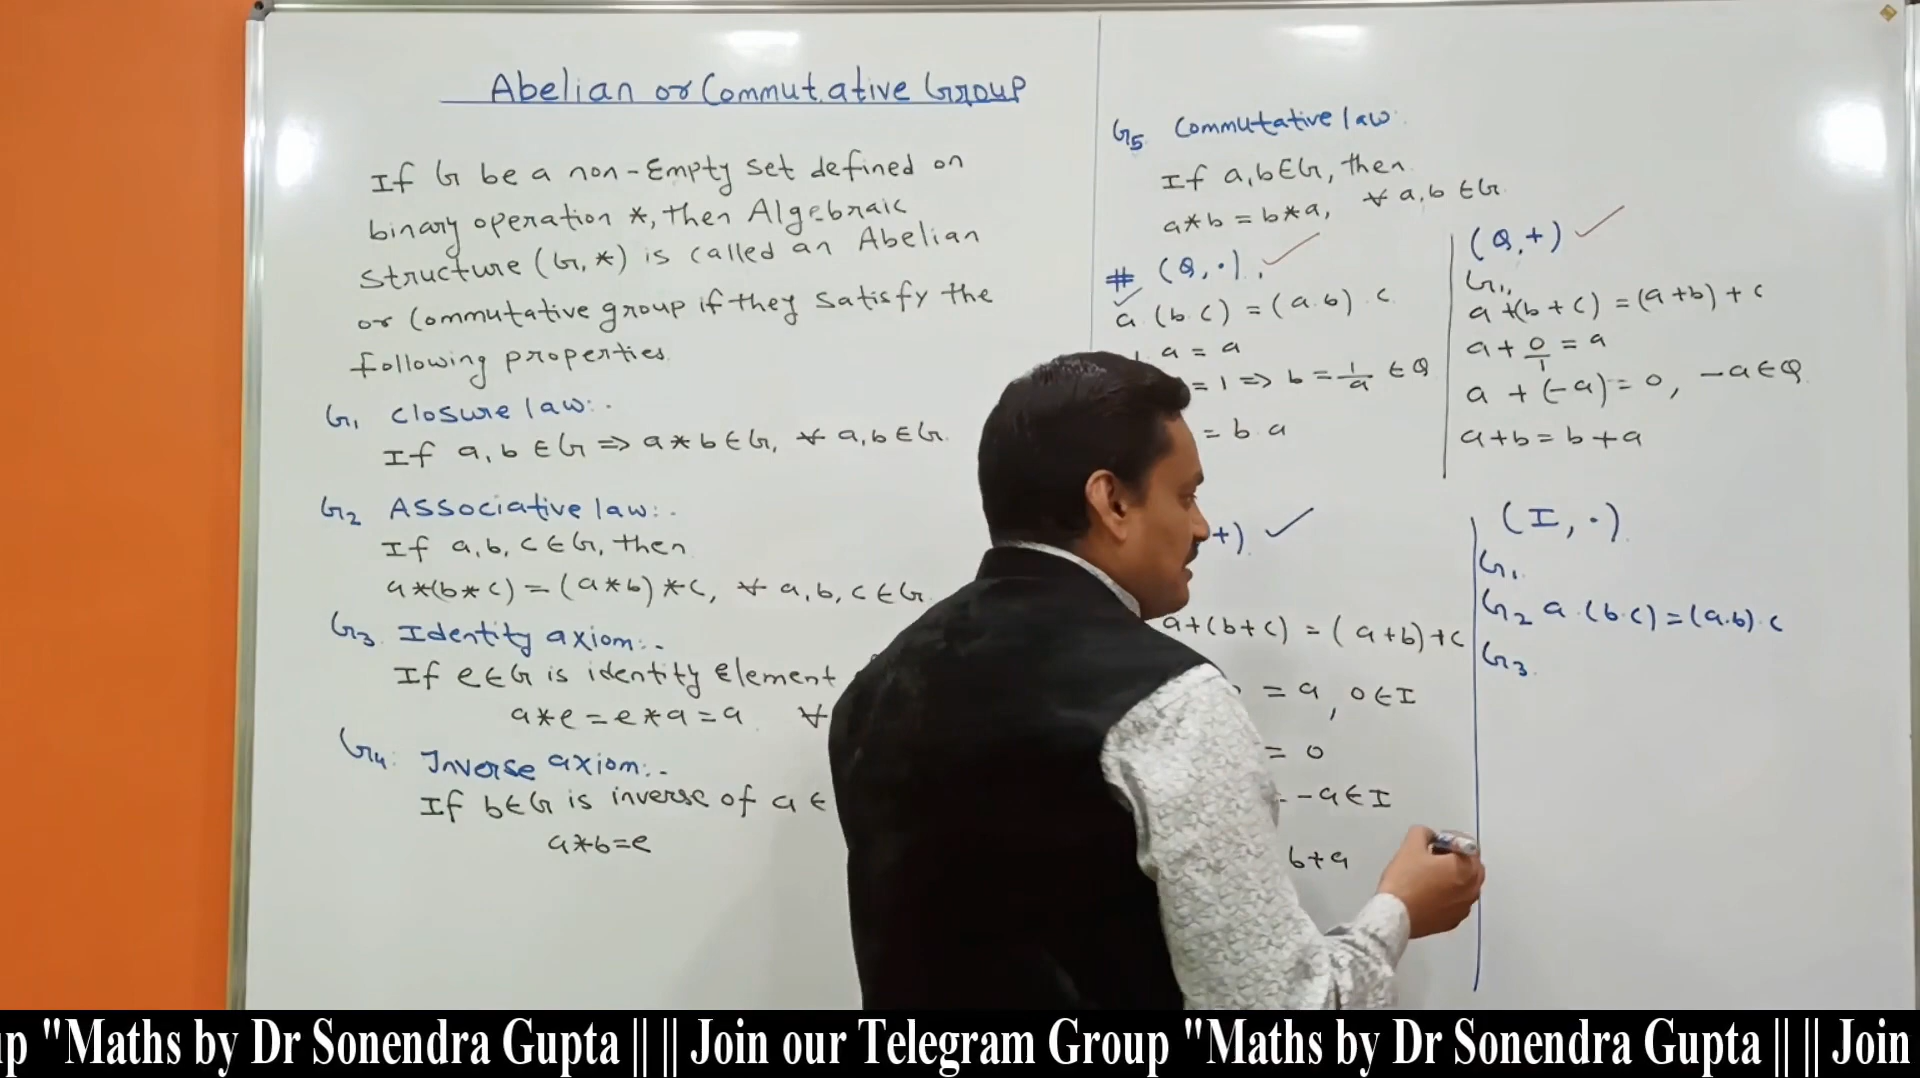 Abelian or Commutative Group
If G be a non-Empty set defined on
binary operation *, then Algebraic
structure (G, *) is called an Abelian
or Commutative group if they satisfy the
following properties.
G₁ Closure law:-
If a, b ∈ G ⇒ a * b ∈ G, ∀ a, b ∈ G.
G₂ Associative law:-
If a, b, c ∈ G, then
a*(b*c) = (a*b)*c, ∀ a, b, c ∈ G
G₃. Identity axiom:-
If e ∈ G is identity element
a*e = e*a = a ∀
G₄: Inverse axiom:-
If b ∈ G is inverse of a ∈
a*b=e
G₅ Commutative law:
If a, b ∈ G, then
a*b = b*a, ∀ a, b ∈ G.
# (Q, ·). ✓
✓
a (b c) = (a. b) . c
. a = a
= 1 ⇒ b = 1/a ∈ Q
= b. a
(Q, +) ✓
G₁,
a+(b+c) = (a+b)+c
a + 0/1 = a
a + (-a) = 0, -a ∈ Q
a+b = b+a
+). ✓
a+(b+c) = (a+b)+c
= a, 0 ∈ I
= 0
-a ∈ I
b+a
(I, ·)
G₁.
G₂ a.(b.c)=(a.b).c
G₃.
"Maths by Dr Sonendra Gupta || || Join our Telegram Group "Maths by Dr Sonendra Gupta || || Join